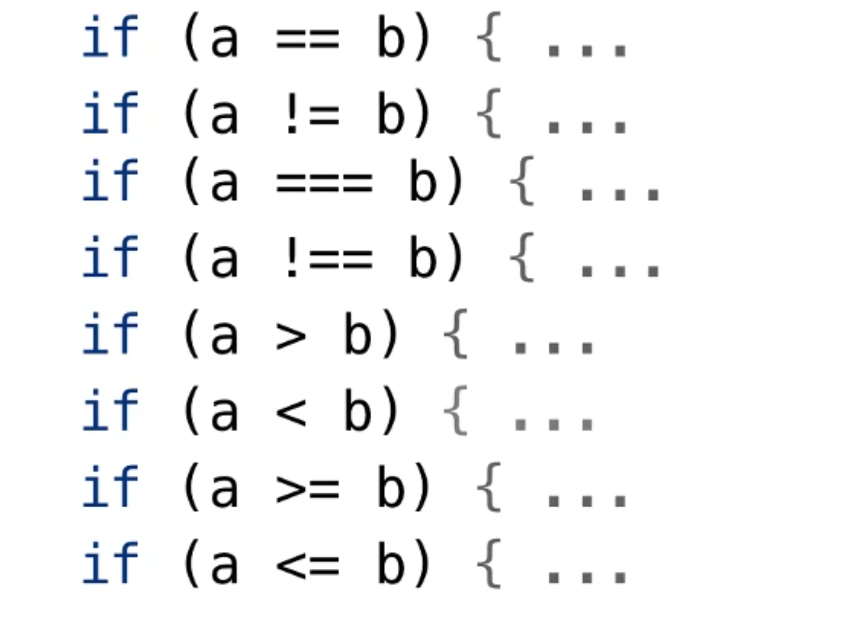 if (a == b) { ...
if (a != b) { ...
if (a === b) { ...
if (a !== b) { ...
if (a > b) { ...
if (a < b) { ...
if (a >= b) { ...
if (a <= b) { ...